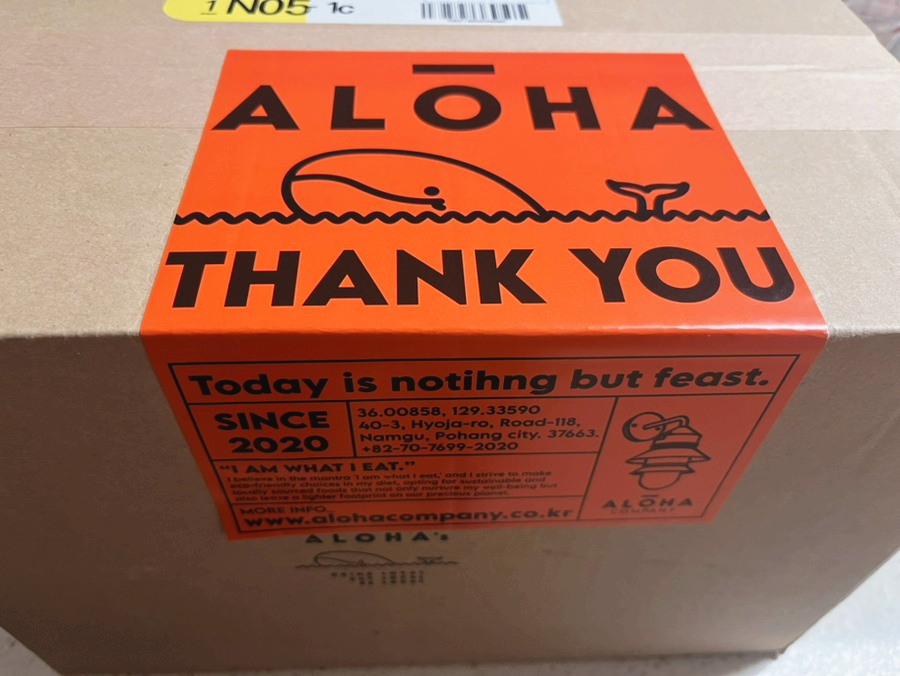 1 N05- 1c
ALŌHA
THANK YOU
Today is notihng but feast.
SINCE
2020
36.00858, 129.33590
40-3, Hyoja-ro, Road-118,
Namgu, Pohang city. 37663.
+82-70-7699-2020
“I AM WHAT I EAT.”
I believe in the mantra 'I am what I eat,' and I strive to make
eco-friendly choices in my diet, opting for sustainable and
locally sourced foods that not only nurture my well-being but
also leave a lighter footprint on our precious planet.
MORE INFO_
www.alohacompany.co.kr
ALŌHA
COMPANY
ALOHA's